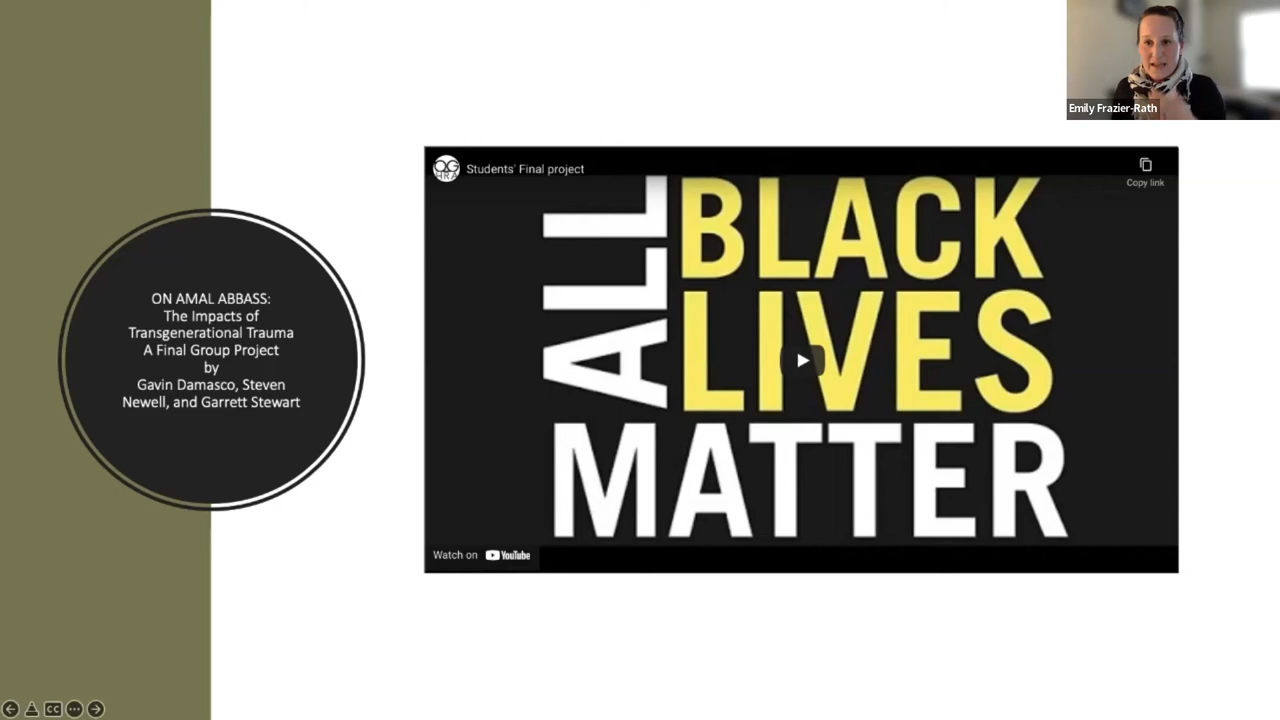 Emily Frazier-Rath
Students' Final project
Copy link
ALL
BLACK
LIVES
MATTER
Watch on YouTube
ON AMAL ABBASS:
The Impacts of
Transgenerational Trauma
A Final Group Project
by
Gavin Damasco, Steven
Newell, and Garrett Stewart
CC